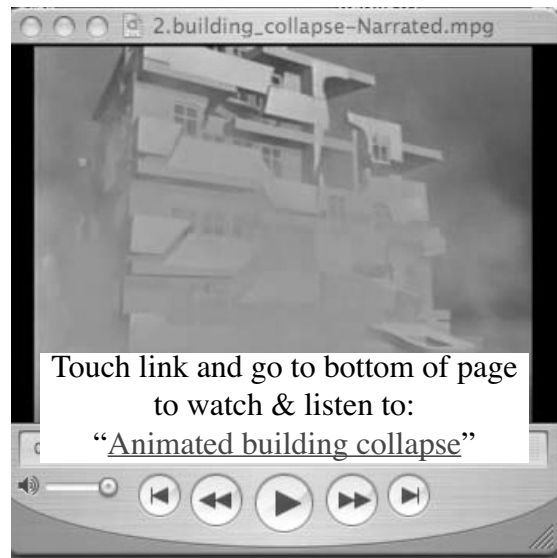 2.building_collapse-Narrated.mpg
Touch link and go to bottom of page
to watch & listen to:
“Animated building collapse”